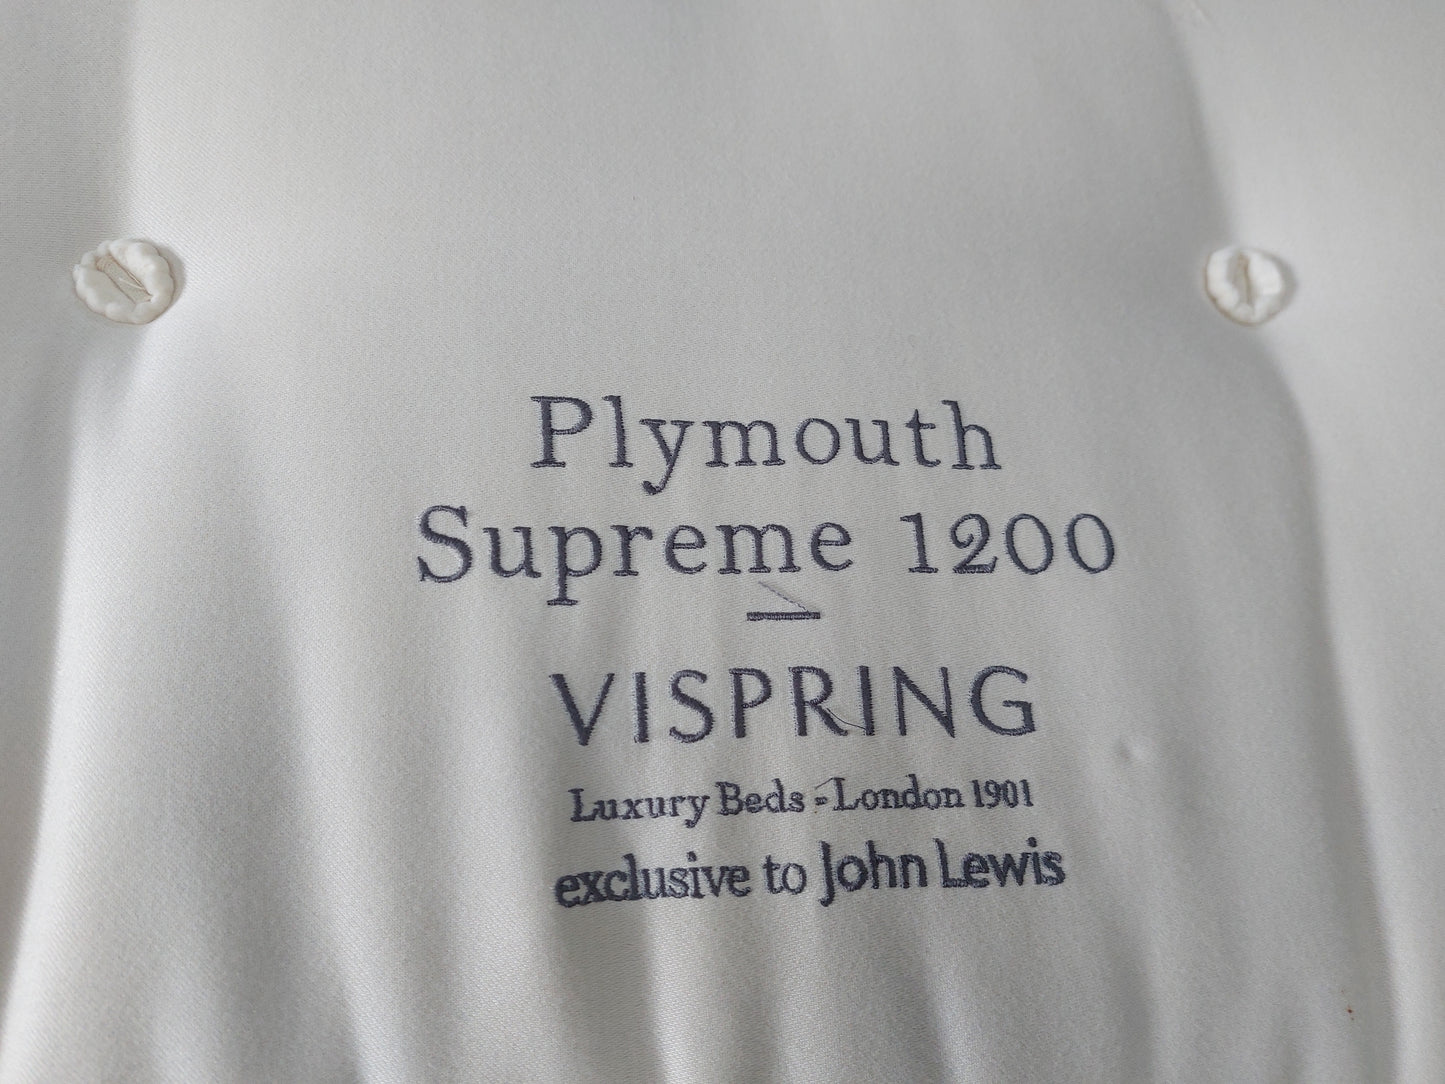 Plymouth
Supreme 1200
VISPRING
Luxury Beds - London 1901
exclusive to John Lewis